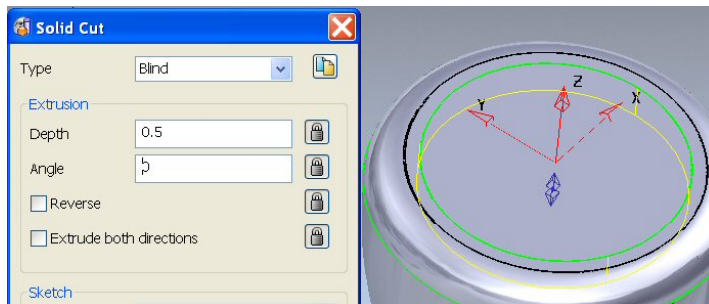 Solid Cut
Type Blind
Extrusion
Depth 0.5
Angle
Reverse
Extrude both directions
Sketch
Z
Y X